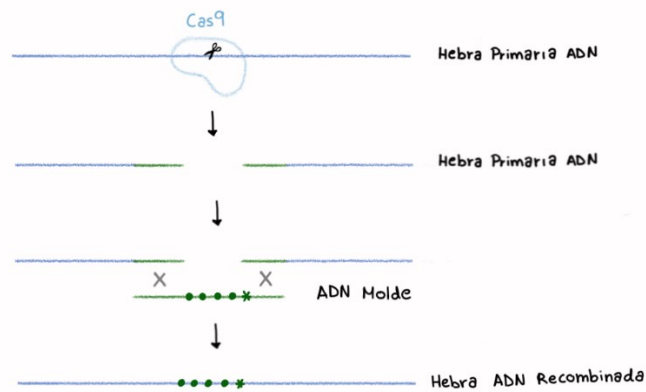 Cas9
Hebra Primaria ADN
Hebra Primaria ADN
ADN Molde
Hebra ADN Recombinada